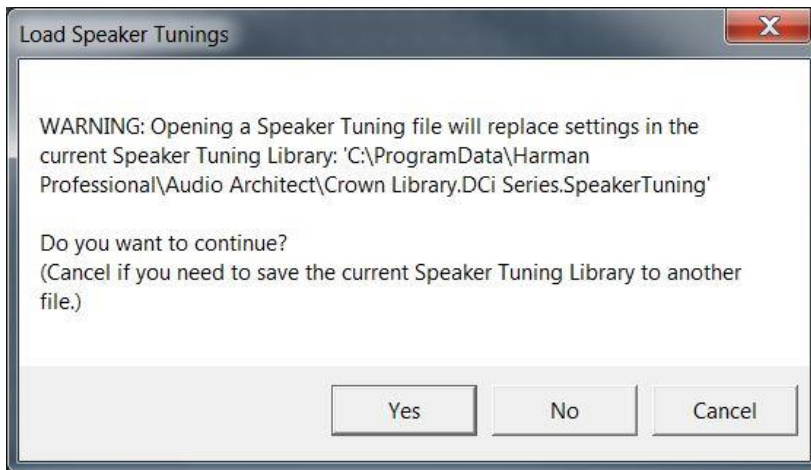 Load Speaker Tunings
WARNING: Opening a Speaker Tuning file will replace settings in the
current Speaker Tuning Library: 'C:\ProgramData\Harman
Professional\Audio Architect\Crown Library.DCi Series.SpeakerTuning'
Do you want to continue?
(Cancel if you need to save the current Speaker Tuning Library to another
file.)
Yes No Cancel